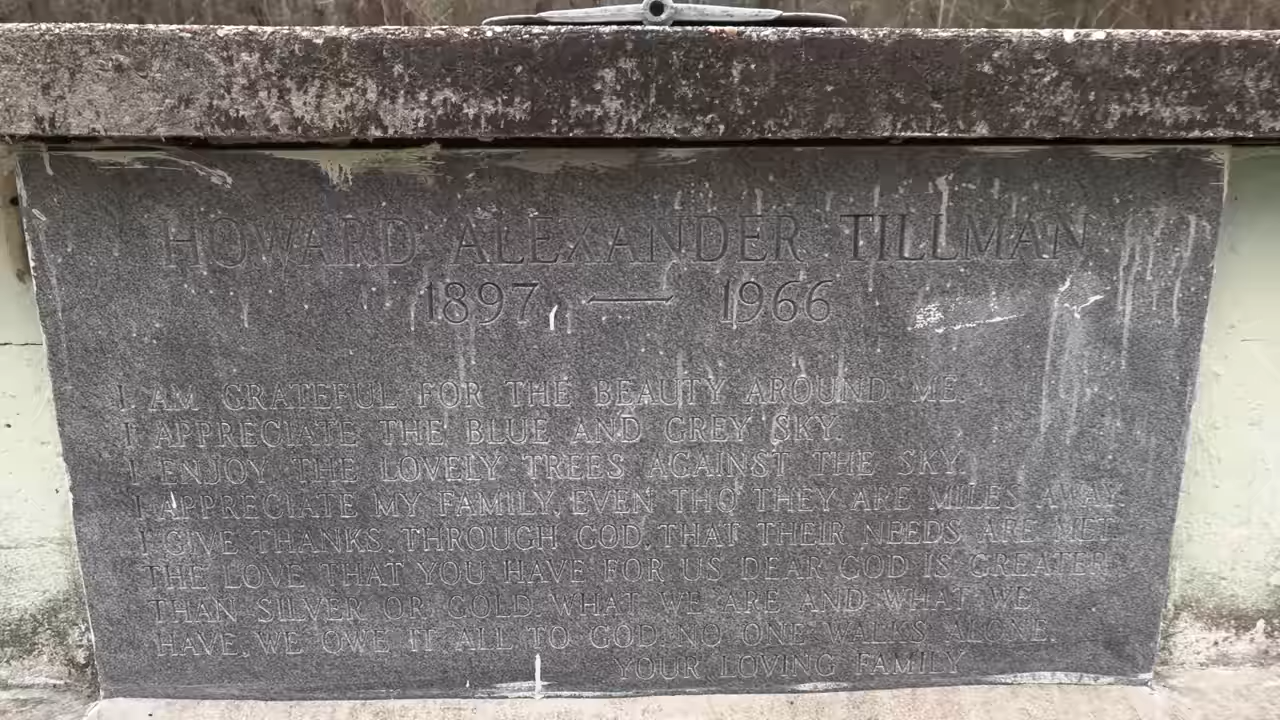 HOWARD ALEXANDER TILLMAN
1897 — 1966
I AM GRATEFUL FOR THE BEAUTY AROUND ME.
I APPRECIATE THE BLUE AND GREY SKY.
I ENJOY THE LOVELY TREES AGAINST THE SKY.
I APPRECIATE MY FAMILY, EVEN THO THEY ARE MILES AWAY.
I GIVE THANKS, THROUGH GOD, THAT THEIR NEEDS ARE MET.
THE LOVE THAT YOU HAVE FOR US DEAR GOD IS GREATER
THAN SILVER OR GOLD. WHAT WE ARE AND WHAT WE
HAVE, WE OWE IT ALL TO GOD. NO ONE WALKS ALONE.
YOUR LOVING FAMILY